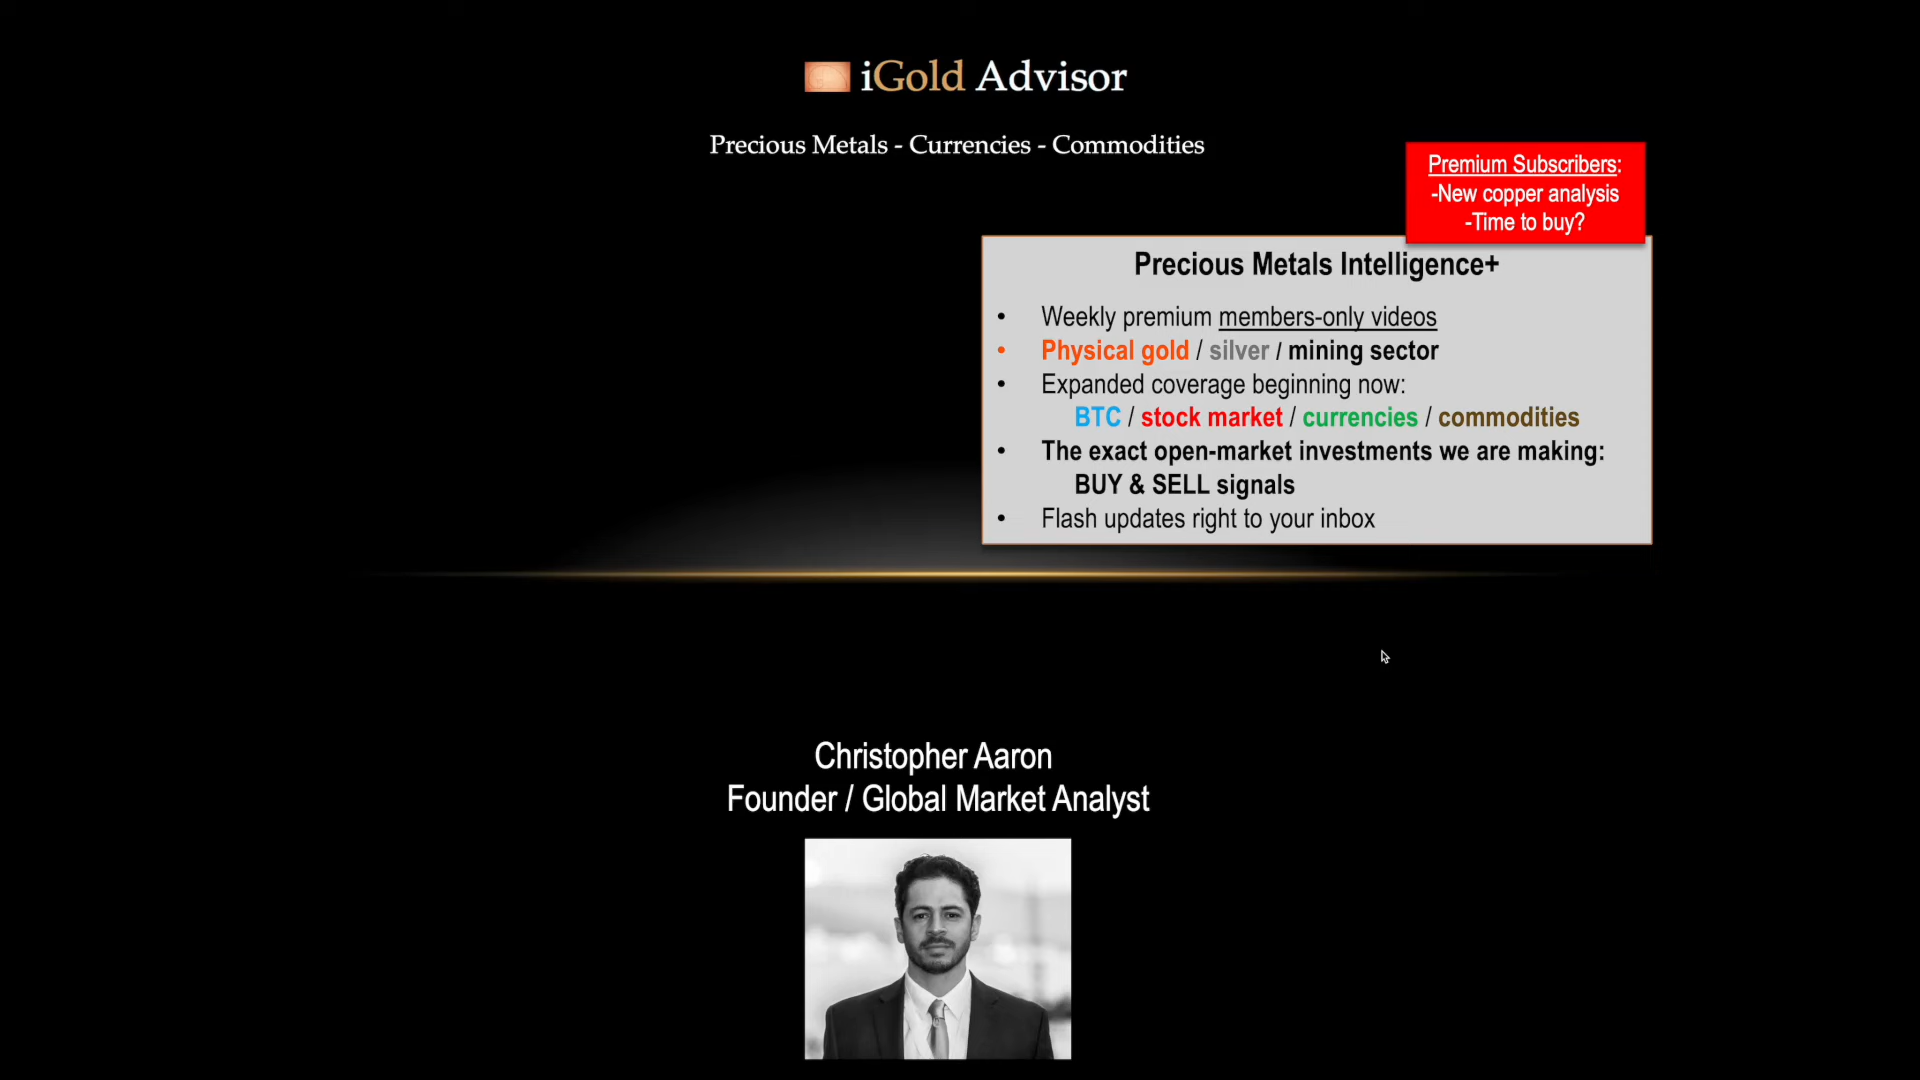 iGold Advisor
Precious Metals - Currencies - Commodities
Premium Subscribers:
-New copper analysis
-Time to buy?
Precious Metals Intelligence+
• Weekly premium members-only videos
• Physical gold / silver / mining sector
• Expanded coverage beginning now:
BTC / stock market / currencies / commodities
• The exact open-market investments we are making:
BUY & SELL signals
• Flash updates right to your inbox
Christopher Aaron
Founder / Global Market Analyst